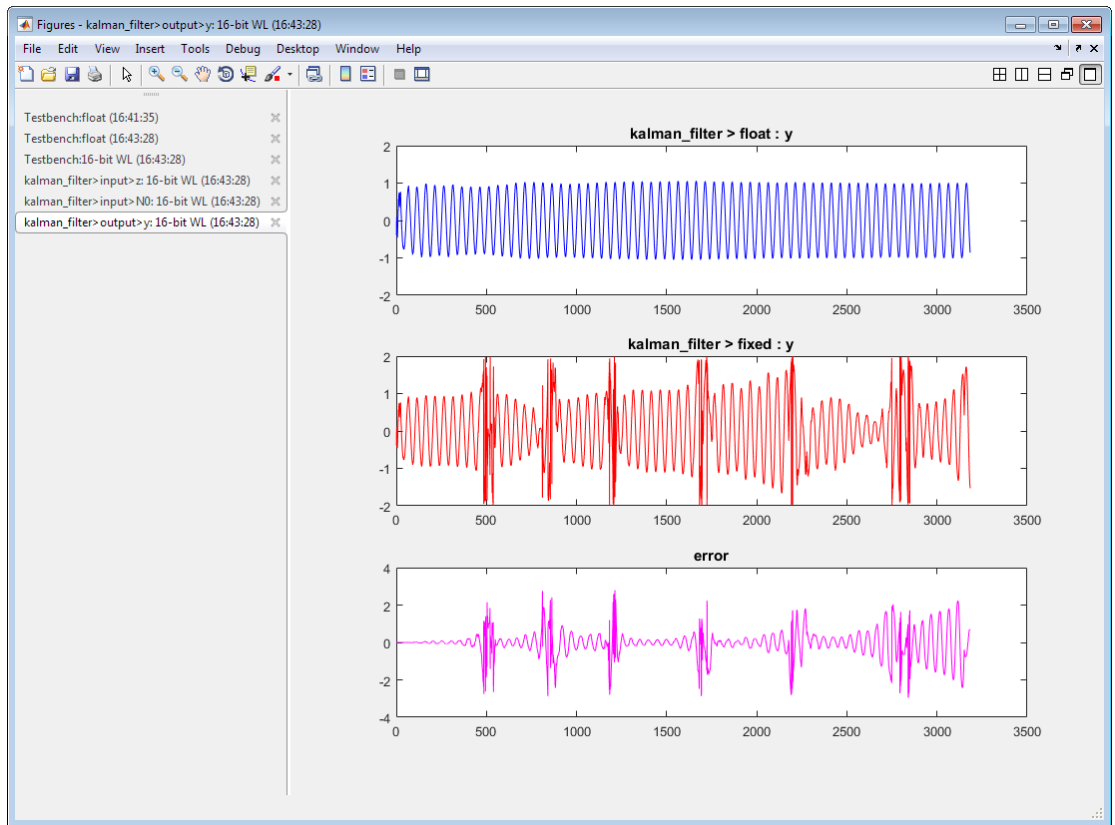 Figures - kalman_filter>output>y: 16-bit WL (16:43:28)
File Edit View Insert Tools Debug Desktop Window Help
Testbench:float (16:41:35)
Testbench:float (16:43:28)
Testbench:16-bit WL (16:43:28)
kalman_filter>input>z: 16-bit WL (16:43:28)
kalman_filter>input>N0: 16-bit WL (16:43:28)
kalman_filter>output>y: 16-bit WL (16:43:28)
kalman_filter > float : y
2
1
0
-1
-2
0 500 1000 1500 2000 2500 3000 3500
kalman_filter > fixed : y
2
1
0
-1
-2
0 500 1000 1500 2000 2500 3000 3500
error
4
2
0
-2
-4
0 500 1000 1500 2000 2500 3000 3500